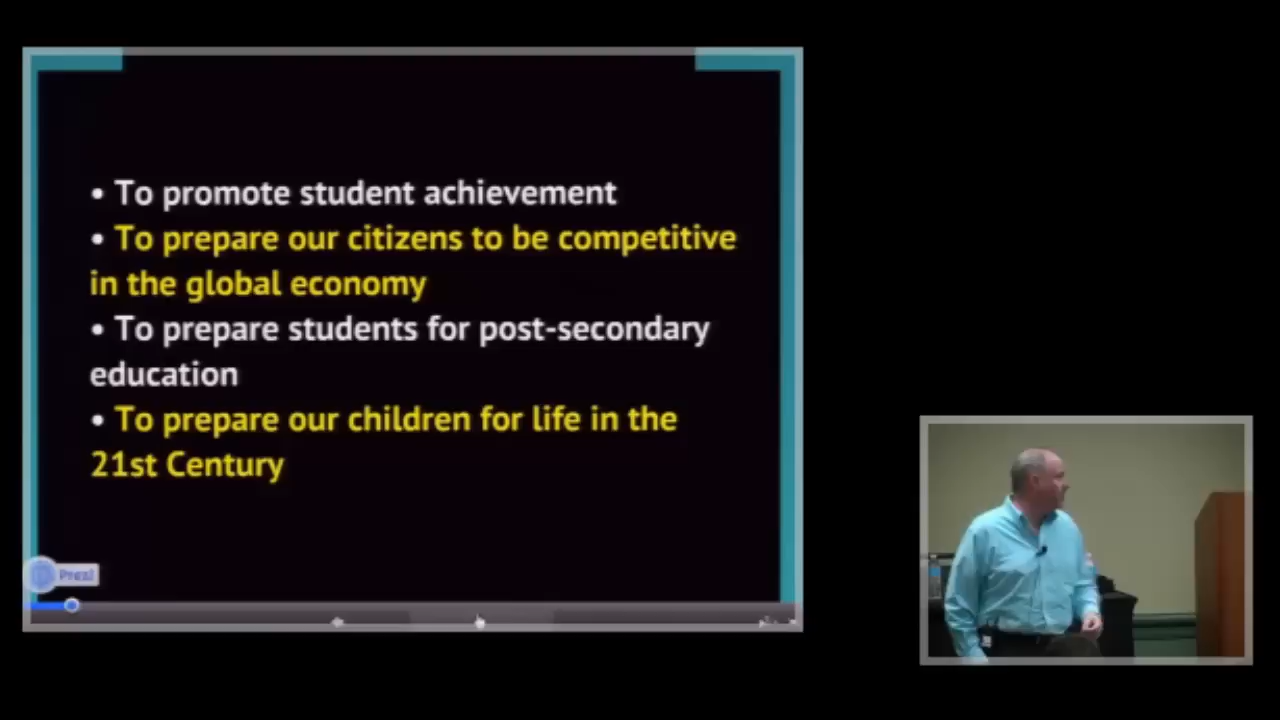 • To promote student achievement
• To prepare our citizens to be competitive
in the global economy
• To prepare students for post-secondary
education
• To prepare our children for life in the
21st Century
Prezi